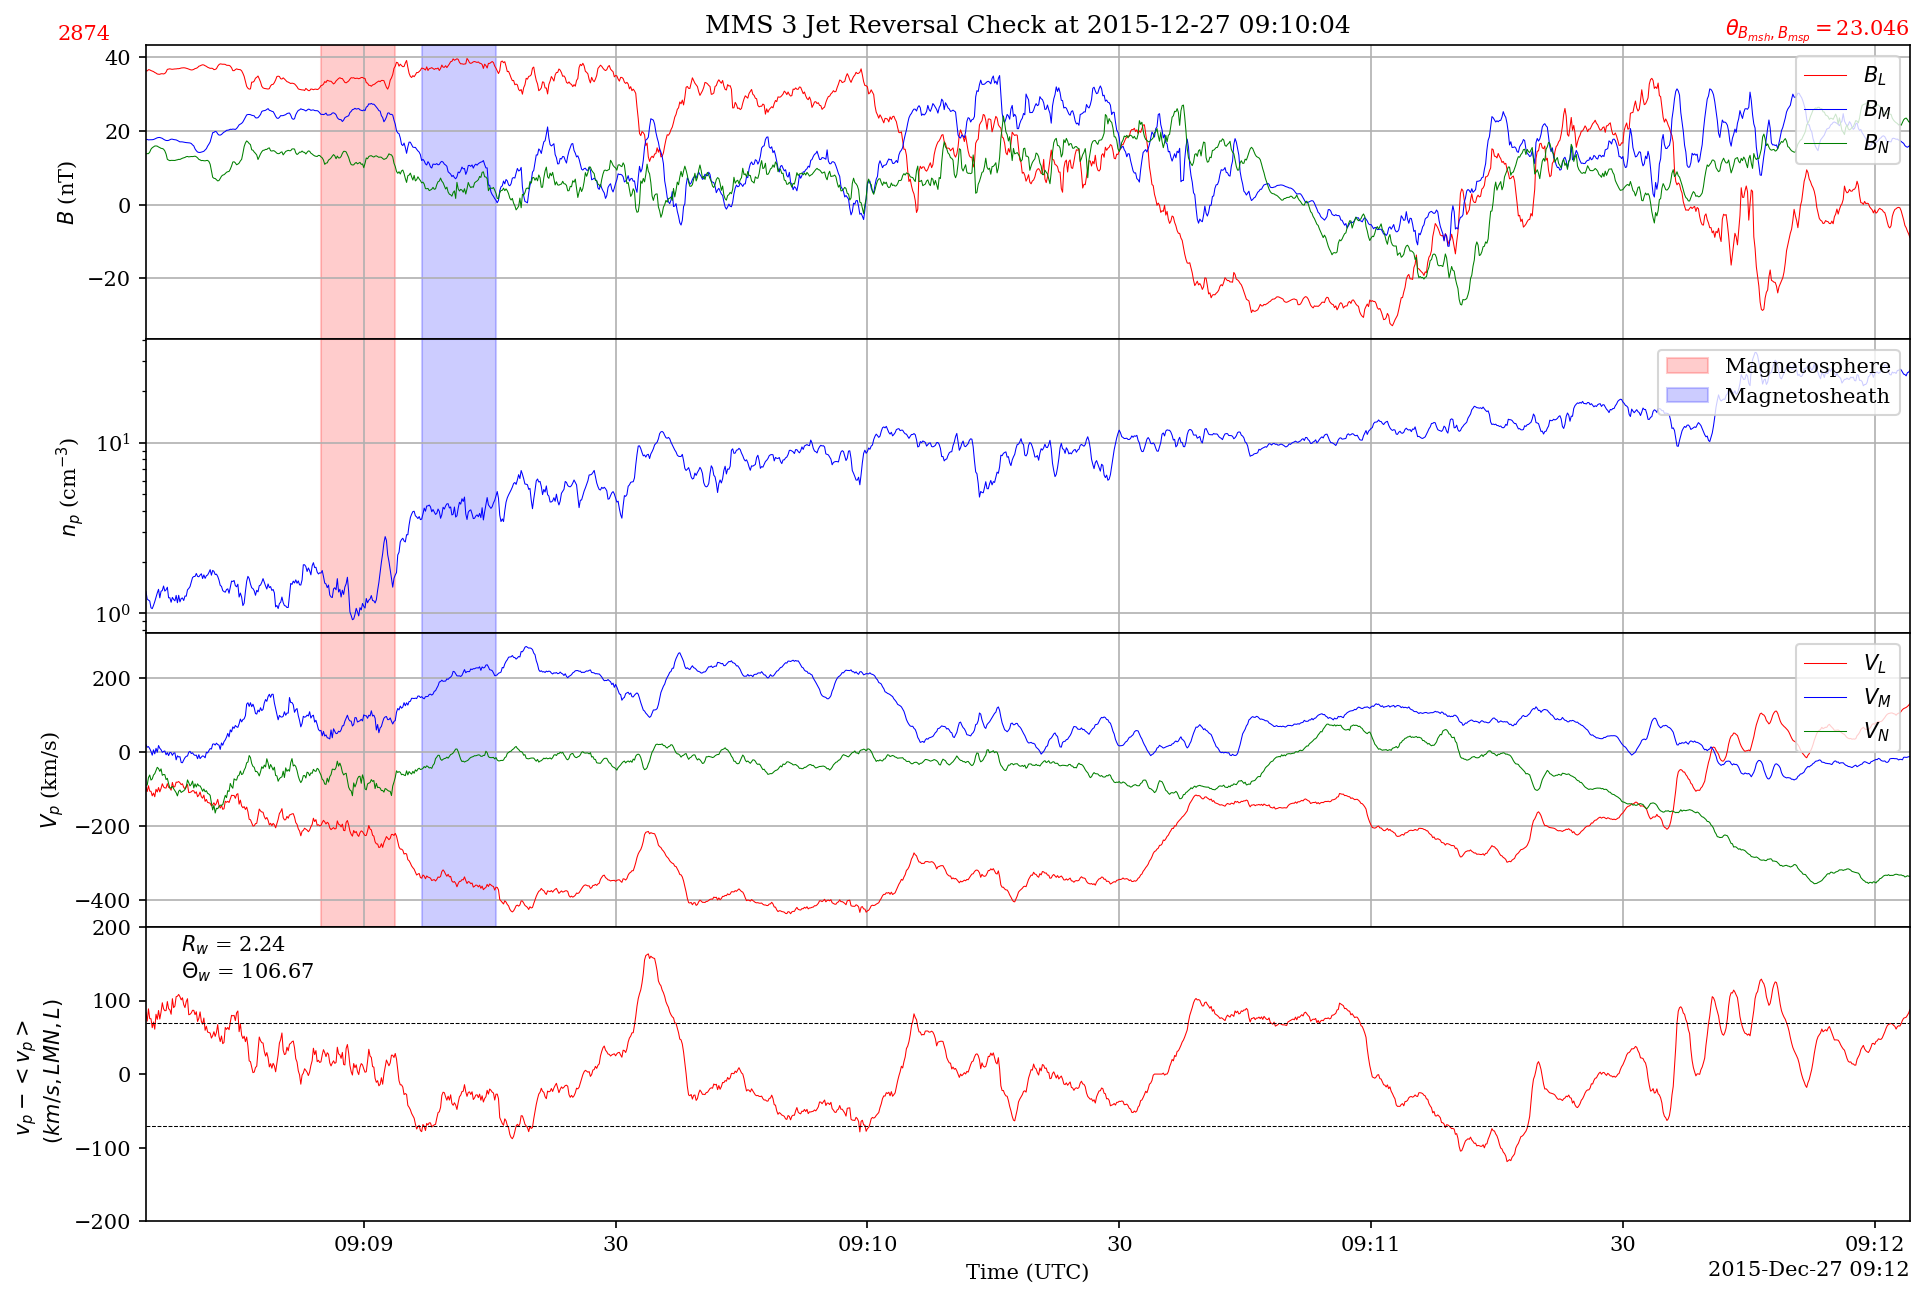 MMS 3 Jet Reversal Check at 2015-12-27 09:10:04
2874
θ_{B_{msh}, B_{msp}} = 23.046
40
20
0
−20
B (nT)
B_L
B_M
B_N
10^1
10^0
n_p (cm^{-3})
Magnetosphere
Magnetosheath
200
0
−200
−400
V_p (km/s)
V_L
V_M
V_N
200
100
0
−100
−200
v_p − < v_p >
(km/s, LMN, L)
R_w = 2.24
Θ_w = 106.67
09:09
30
09:10
30
09:11
30
09:12
Time (UTC)
2015-Dec-27 09:12